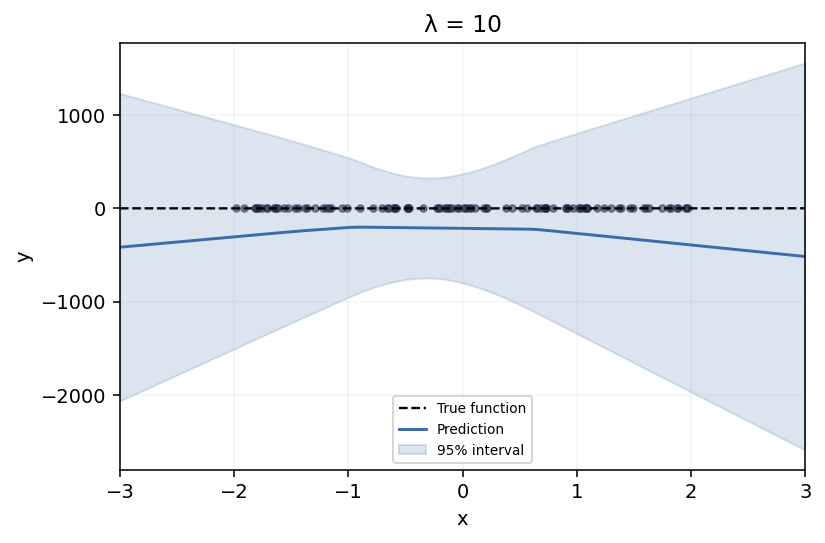 λ = 10
1000
0
−1000
−2000
y
−3
−2
−1
0
1
2
3
x
True function
Prediction
95% interval